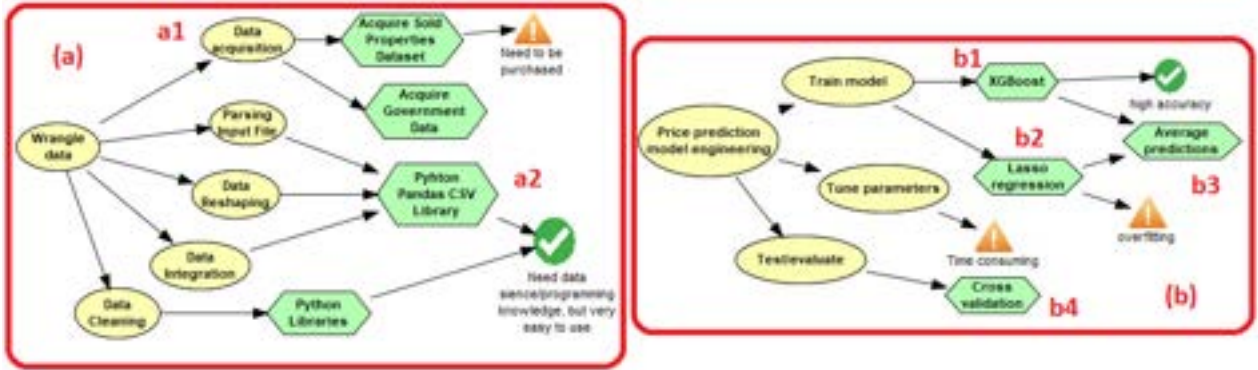 (a)
a1
Data
acquisition
Acquire Sold
Properties
Dataset
Need to be
purchased
Acquire
Government
Data
Parsing
Input File
Wrangle
data
Pyhton
Pandas CSV
Library
a2
Data
Reshaping
Data
Integration
Need data
sience/programming
knowledge, but very
easy to use
Data
Cleaning
Python
Libraries
b1
Train model
XGBoost
high accuracy
Price prediction
model engineering
b2
Average
predictions
Lasso
regression
b3
Tune parameters
overfitting
Time consuming
Test/evaluate
Cross
validation
b4
(b)